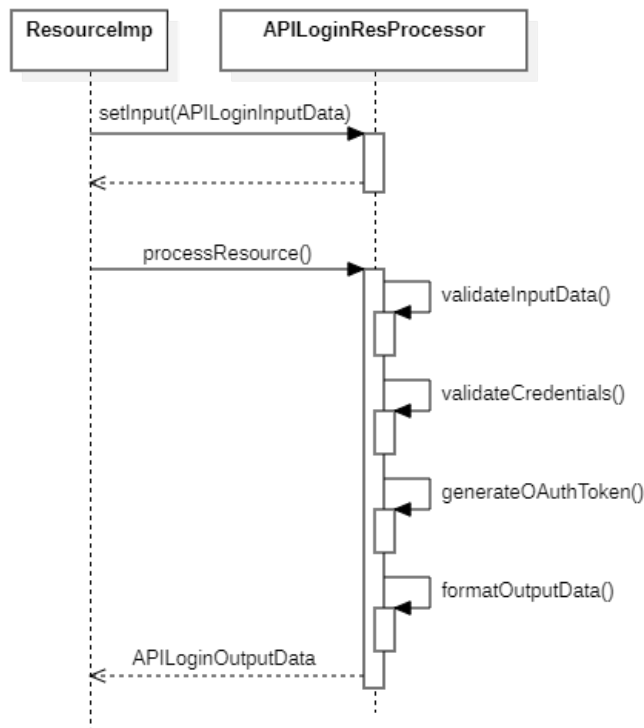 ResourceImp
APILoginResProcessor
setInput(APILoginInputData)
processResource()
validateInputData()
validateCredentials()
generateOAuthToken()
formatOutputData()
APILoginOutputData